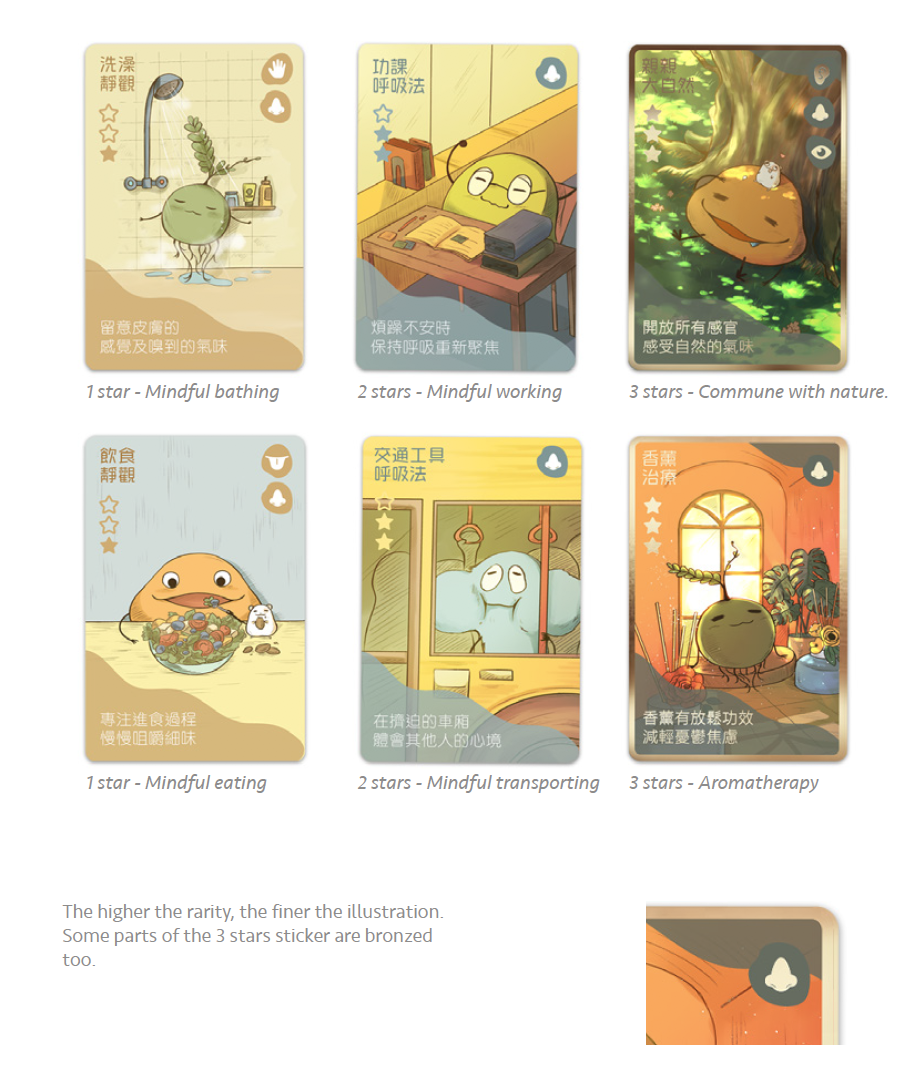 洗澡
靜觀
留意皮膚的
感覺及嗅到的氣味
1 star - Mindful bathing
功課
呼吸法
煩躁不安時
保持呼吸重新聚焦
2 stars - Mindful working
親親
大自然
開放所有感官
感受自然的氣味
3 stars - Commune with nature.
飲食
靜觀
專注進食過程
慢慢咀嚼細味
1 star - Mindful eating
交通工具
呼吸法
在擠迫的車厢
體會其他人的心境
2 stars - Mindful transporting
香薰
治療
香薰有放鬆功效
減輕憂鬱焦慮
3 stars - Aromatherapy
The higher the rarity, the finer the illustration.
Some parts of the 3 stars sticker are bronzed
too.